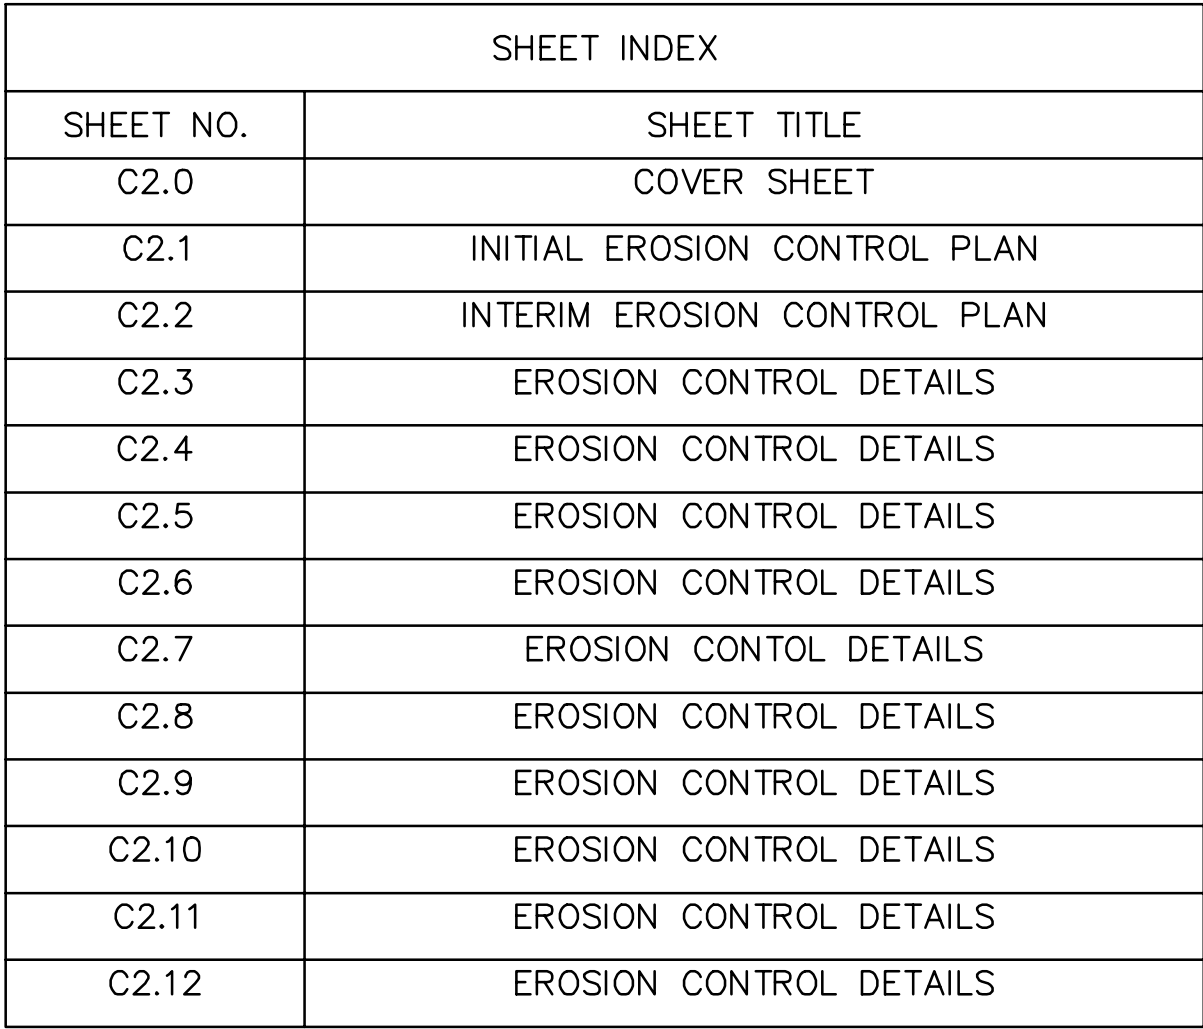 SHEET INDEX
SHEET NO. SHEET TITLE
C2.0 COVER SHEET
C2.1 INITIAL EROSION CONTROL PLAN
C2.2 INTERIM EROSION CONTROL PLAN
C2.3 EROSION CONTROL DETAILS
C2.4 EROSION CONTROL DETAILS
C2.5 EROSION CONTROL DETAILS
C2.6 EROSION CONTROL DETAILS
C2.7 EROSION CONTOL DETAILS
C2.8 EROSION CONTROL DETAILS
C2.9 EROSION CONTROL DETAILS
C2.10 EROSION CONTROL DETAILS
C2.11 EROSION CONTROL DETAILS
C2.12 EROSION CONTROL DETAILS